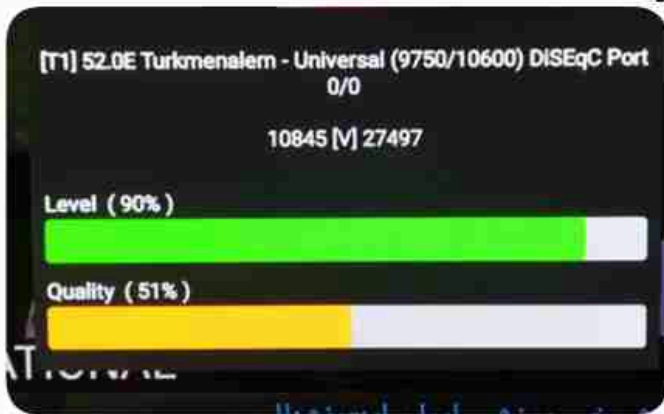 [T1] 52.0E Turkmenalem - Universal (9750/10600) DiSEqC Port
0/0
10845 [V] 27497
Level ( 90% )
Quality ( 51% )